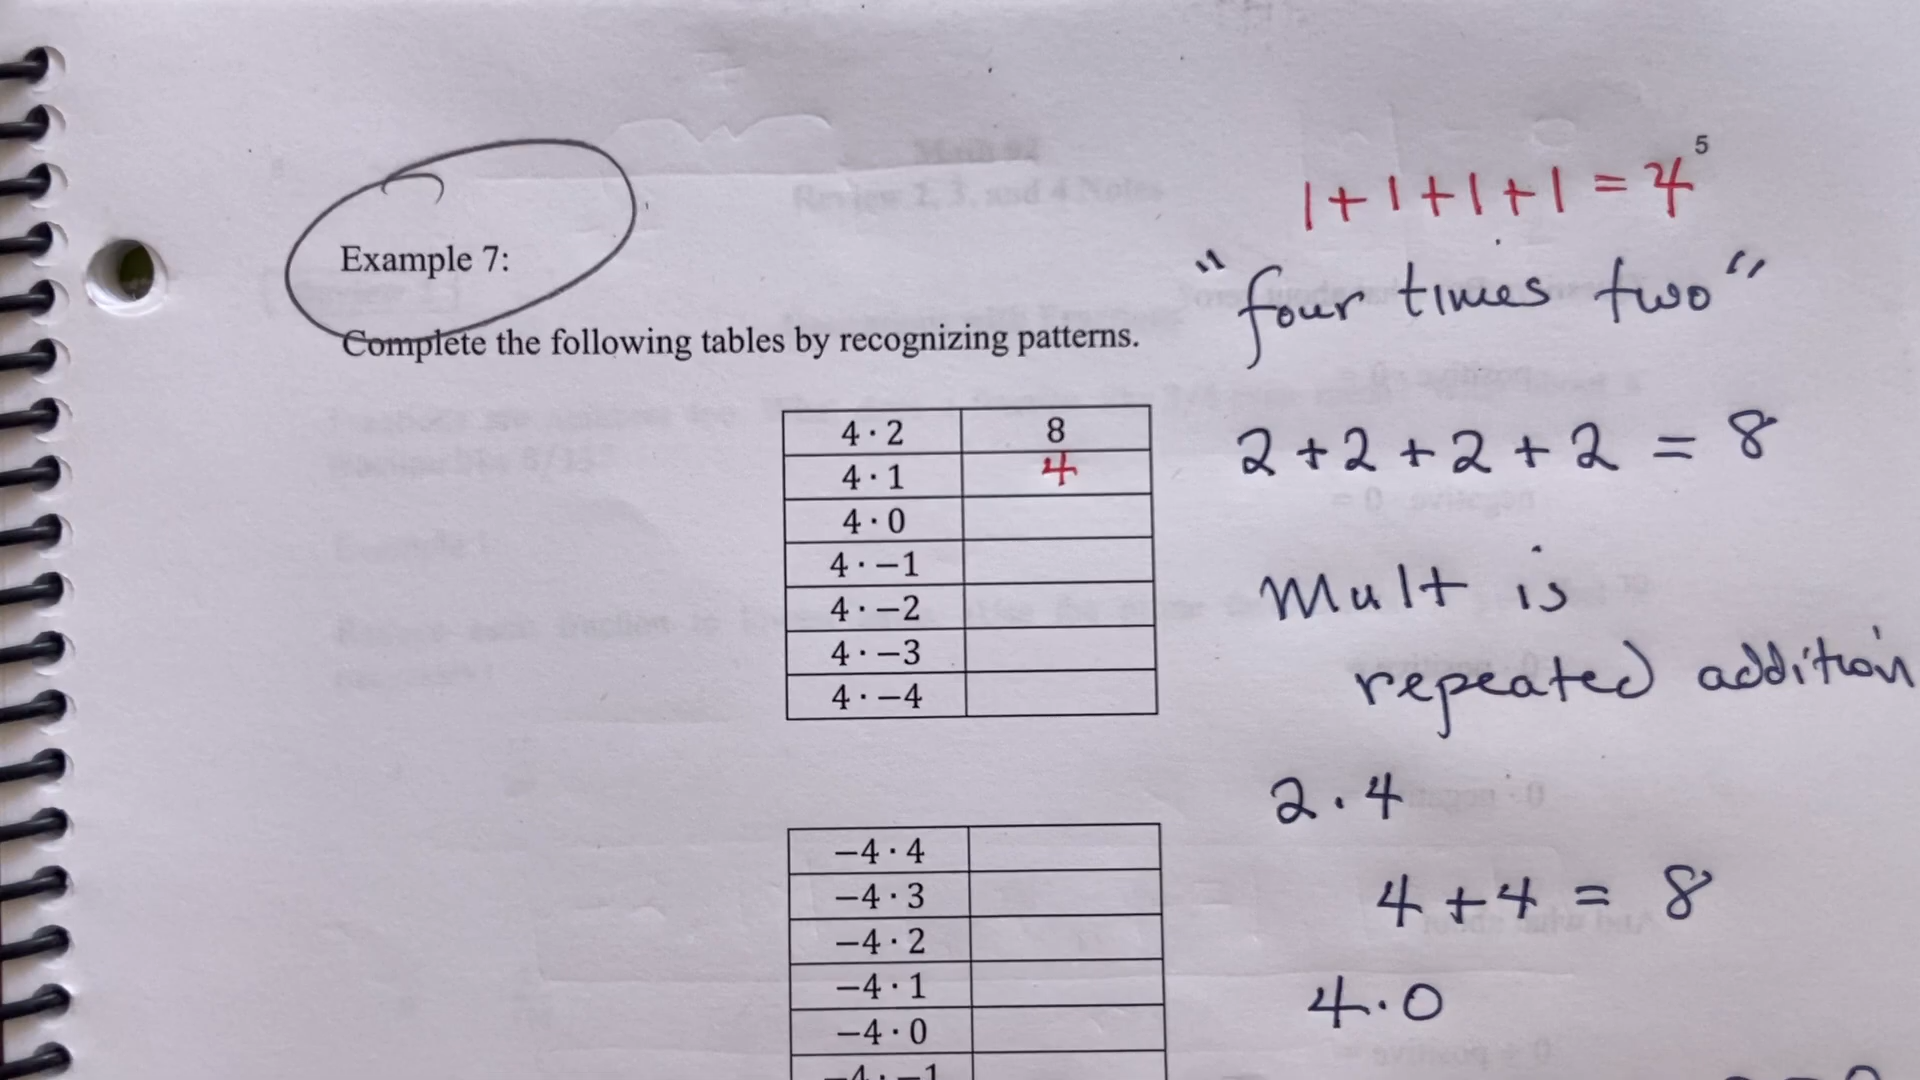 5
1+1+1+1=4
Example 7:
"four times two"
Complete the following tables by recognizing patterns.
4·2 8
2+2+2+2 = 8
4·1 4
4·0
4·−1
Mult is
4·−2
4·−3
repeated addition
4·−4
2·4
−4·4
−4·3
4+4 = 8
−4·2
−4·1
4·0
−4·0
−4·−1